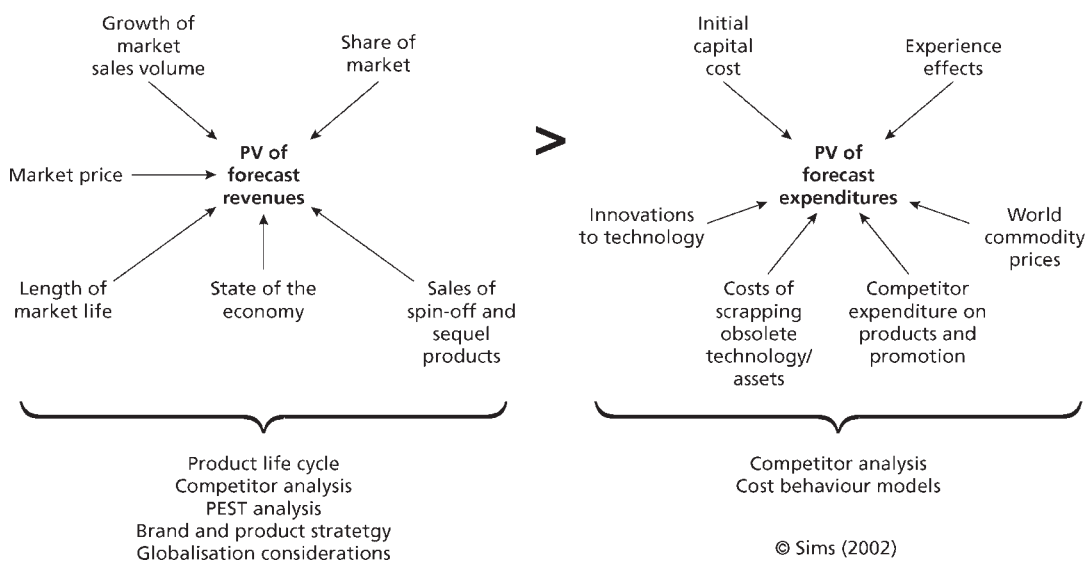 Growth of
market
sales volume
Share of
market
Market price
PV of
forecast
revenues
Length of
market life
State of the
economy
Sales of
spin-off and
sequel
products
>
Initial
capital
cost
Experience
effects
PV of
forecast
expenditures
Innovations
to technology
World
commodity
prices
Costs of
scrapping
obsolete
technology/
assets
Competitor
expenditure on
products and
promotion
Product life cycle
Competitor analysis
PEST analysis
Brand and product stratetgy
Globalisation considerations
Competitor analysis
Cost behaviour models
© Sims (2002)